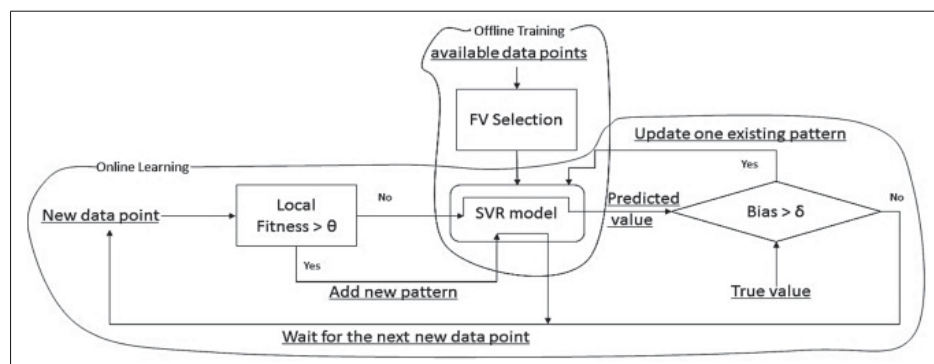 Offline Training
available data points
FV Selection
Update one existing pattern
Online Learning
Yes
New data point
Local
Fitness > θ
No
SVR model
Predicted
value
Bias > δ
No
Yes
Add new pattern
True value
Wait for the next new data point